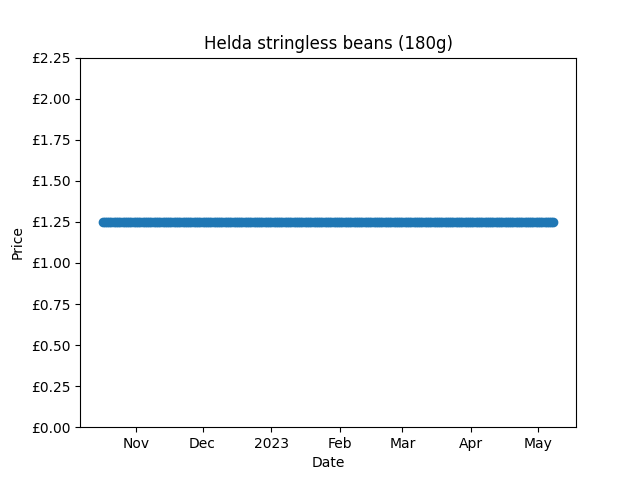 Helda stringless beans (180g)
£2.25
£2.00
£1.75
£1.50
£1.25
£1.00
£0.75
£0.50
£0.25
£0.00
Price
Nov Dec 2023 Feb Mar Apr May
Date